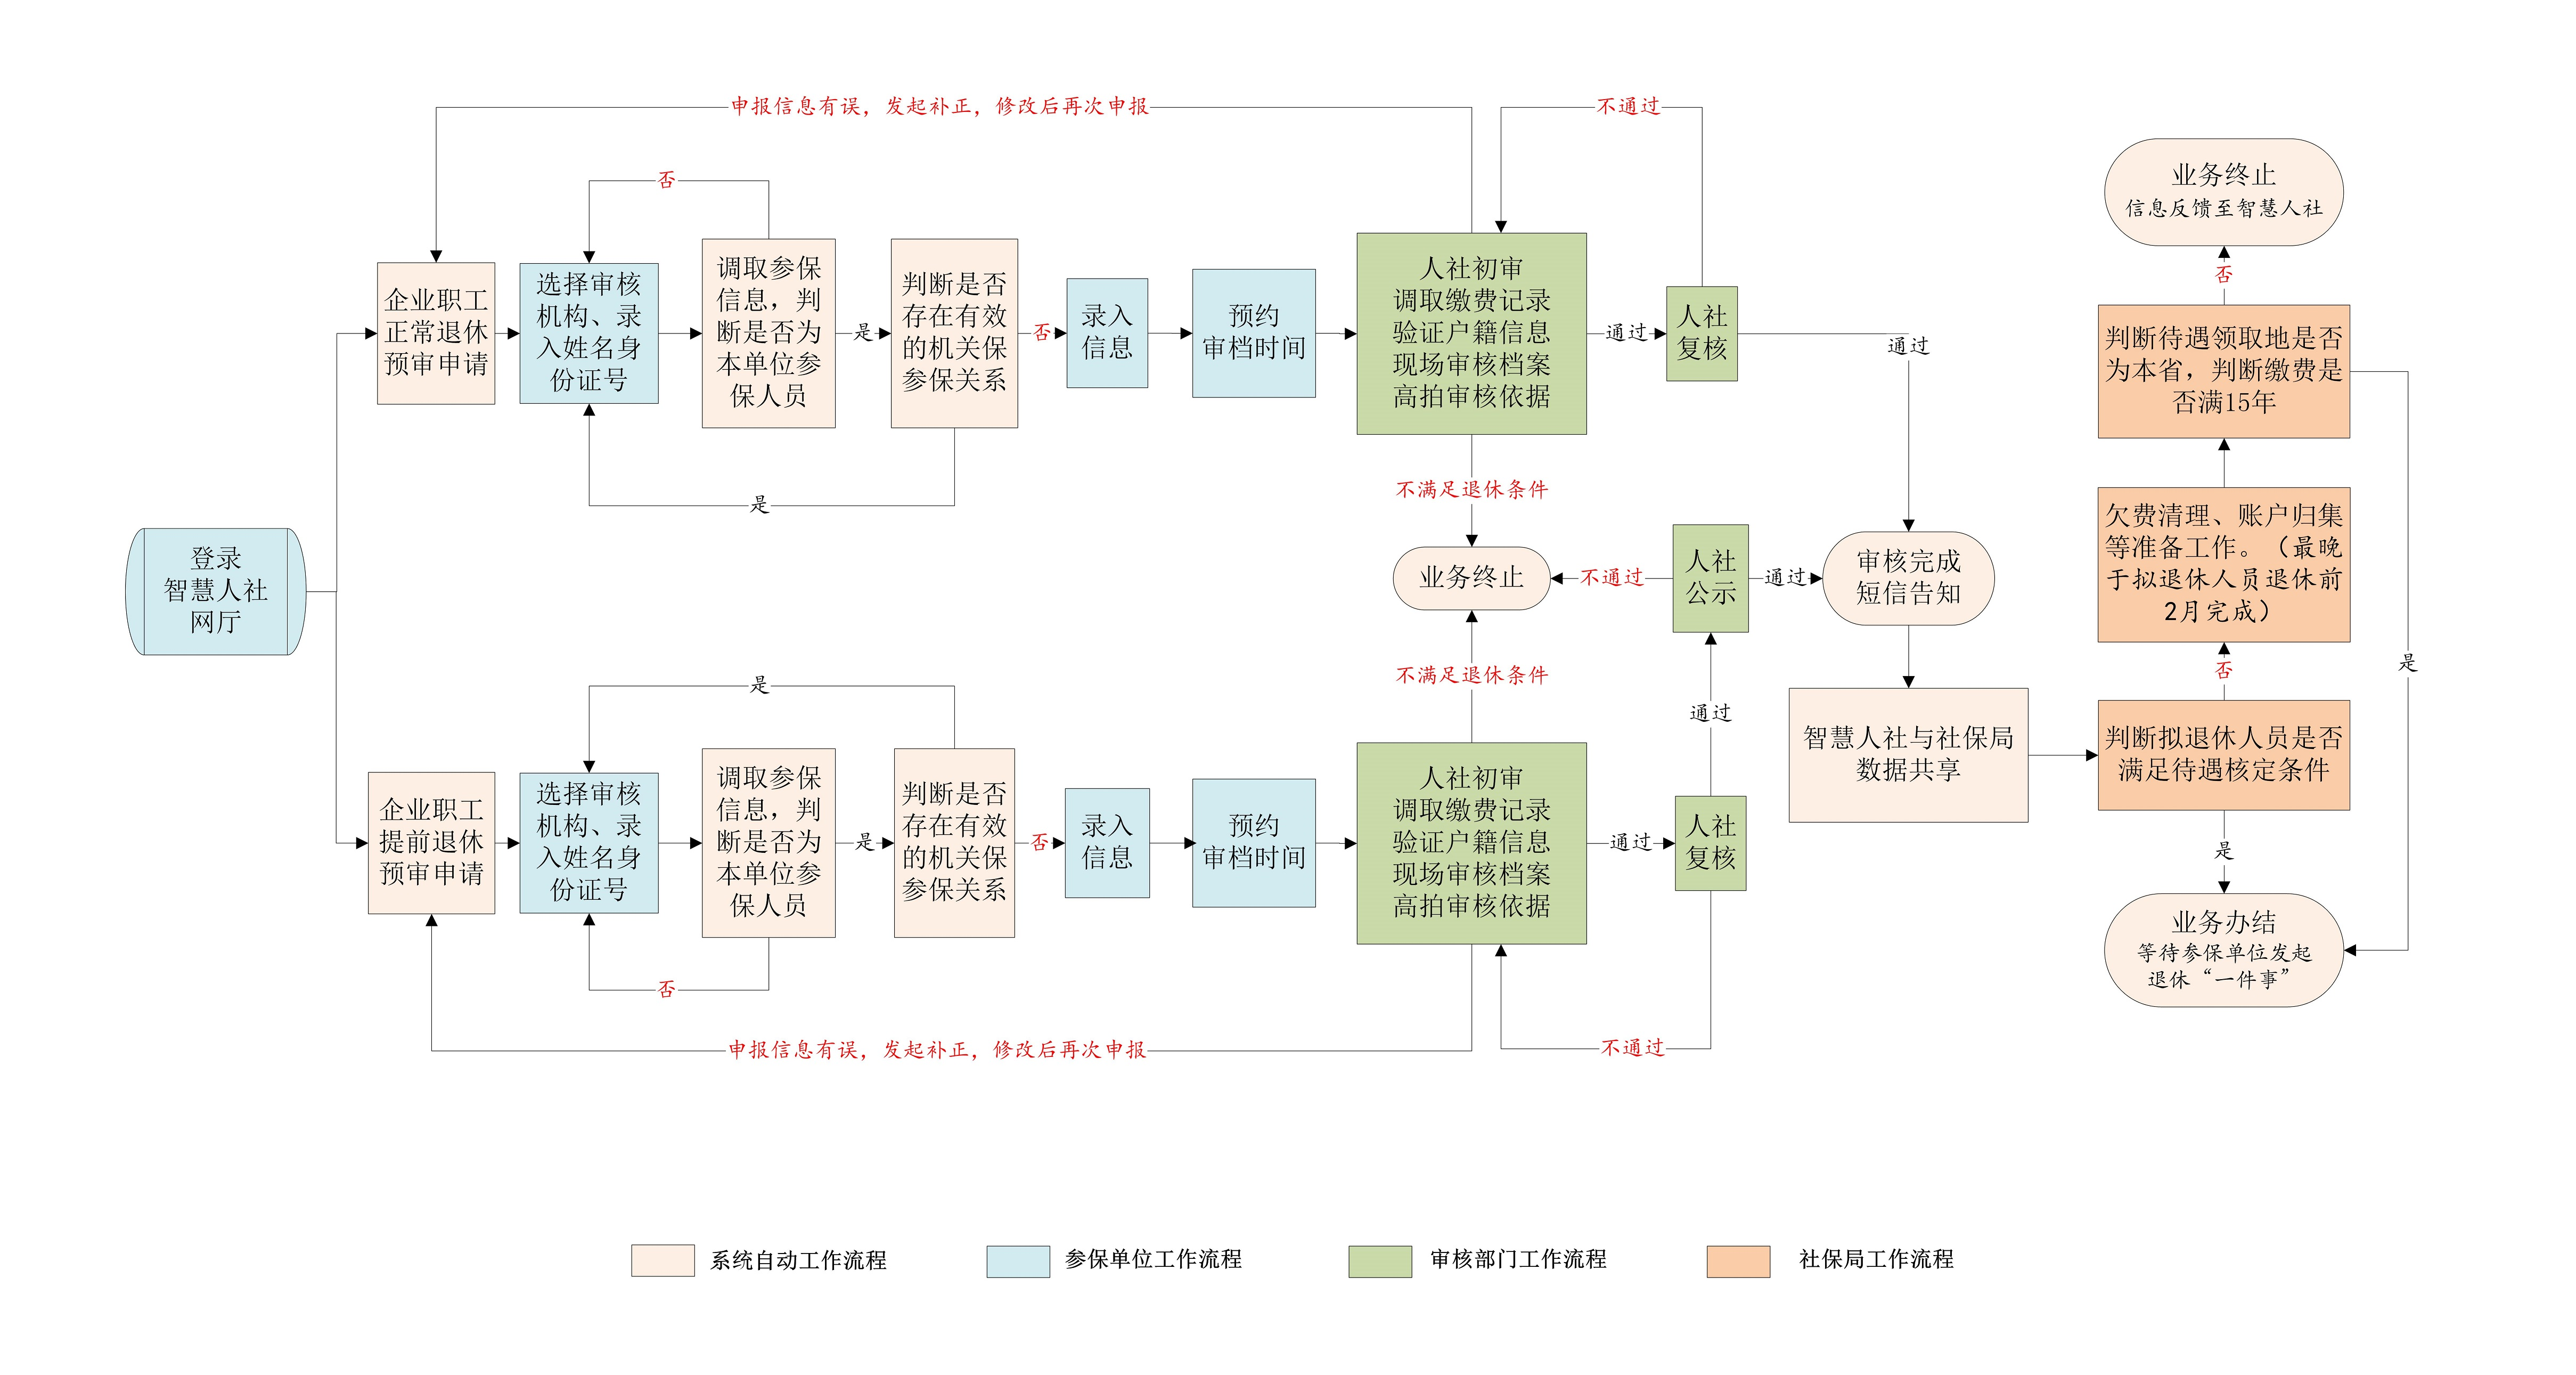 登录
智慧人社
网厅
申报信息有误，发起补正，修改后再次申报
企业职工
正常退休
预审申请
选择审核
机构、录
入姓名身
份证号
否
调取参保
信息，判
断是否为
本单位参
保人员
是
判断是否
存在有效
的机关保
参保关系
是
否
录入
信息
预约
审档时间
人社初审
调取缴费记录
验证户籍信息
现场审核档案
高拍审核依据
不通过
通过
人社
复核
通过
不满足退休条件
业务终止
不通过
人社
公示
通过
审核完成
短信告知
不满足退休条件
企业职工
提前退休
预审申请
选择审核
机构、录
入姓名身
份证号
是
调取参保
信息，判
断是否为
本单位参
保人员
否
是
判断是否
存在有效
的机关保
参保关系
否
录入
信息
预约
审档时间
人社初审
调取缴费记录
验证户籍信息
现场审核档案
高拍审核依据
通过
人社
复核
通过
不通过
申报信息有误，发起补正，修改后再次申报
智慧人社与社保局
数据共享
业务终止
信息反馈至智慧人社
否
判断待遇领取地是否
为本省，判断缴费是
否满15年
欠费清理、账户归集
等准备工作。（最晚
于拟退休人员退休前
2月完成）
否
是
判断拟退休人员是否
满足待遇核定条件
是
业务办结
等待参保单位发起
退休“一件事”
系统自动工作流程
参保单位工作流程
审核部门工作流程
社保局工作流程